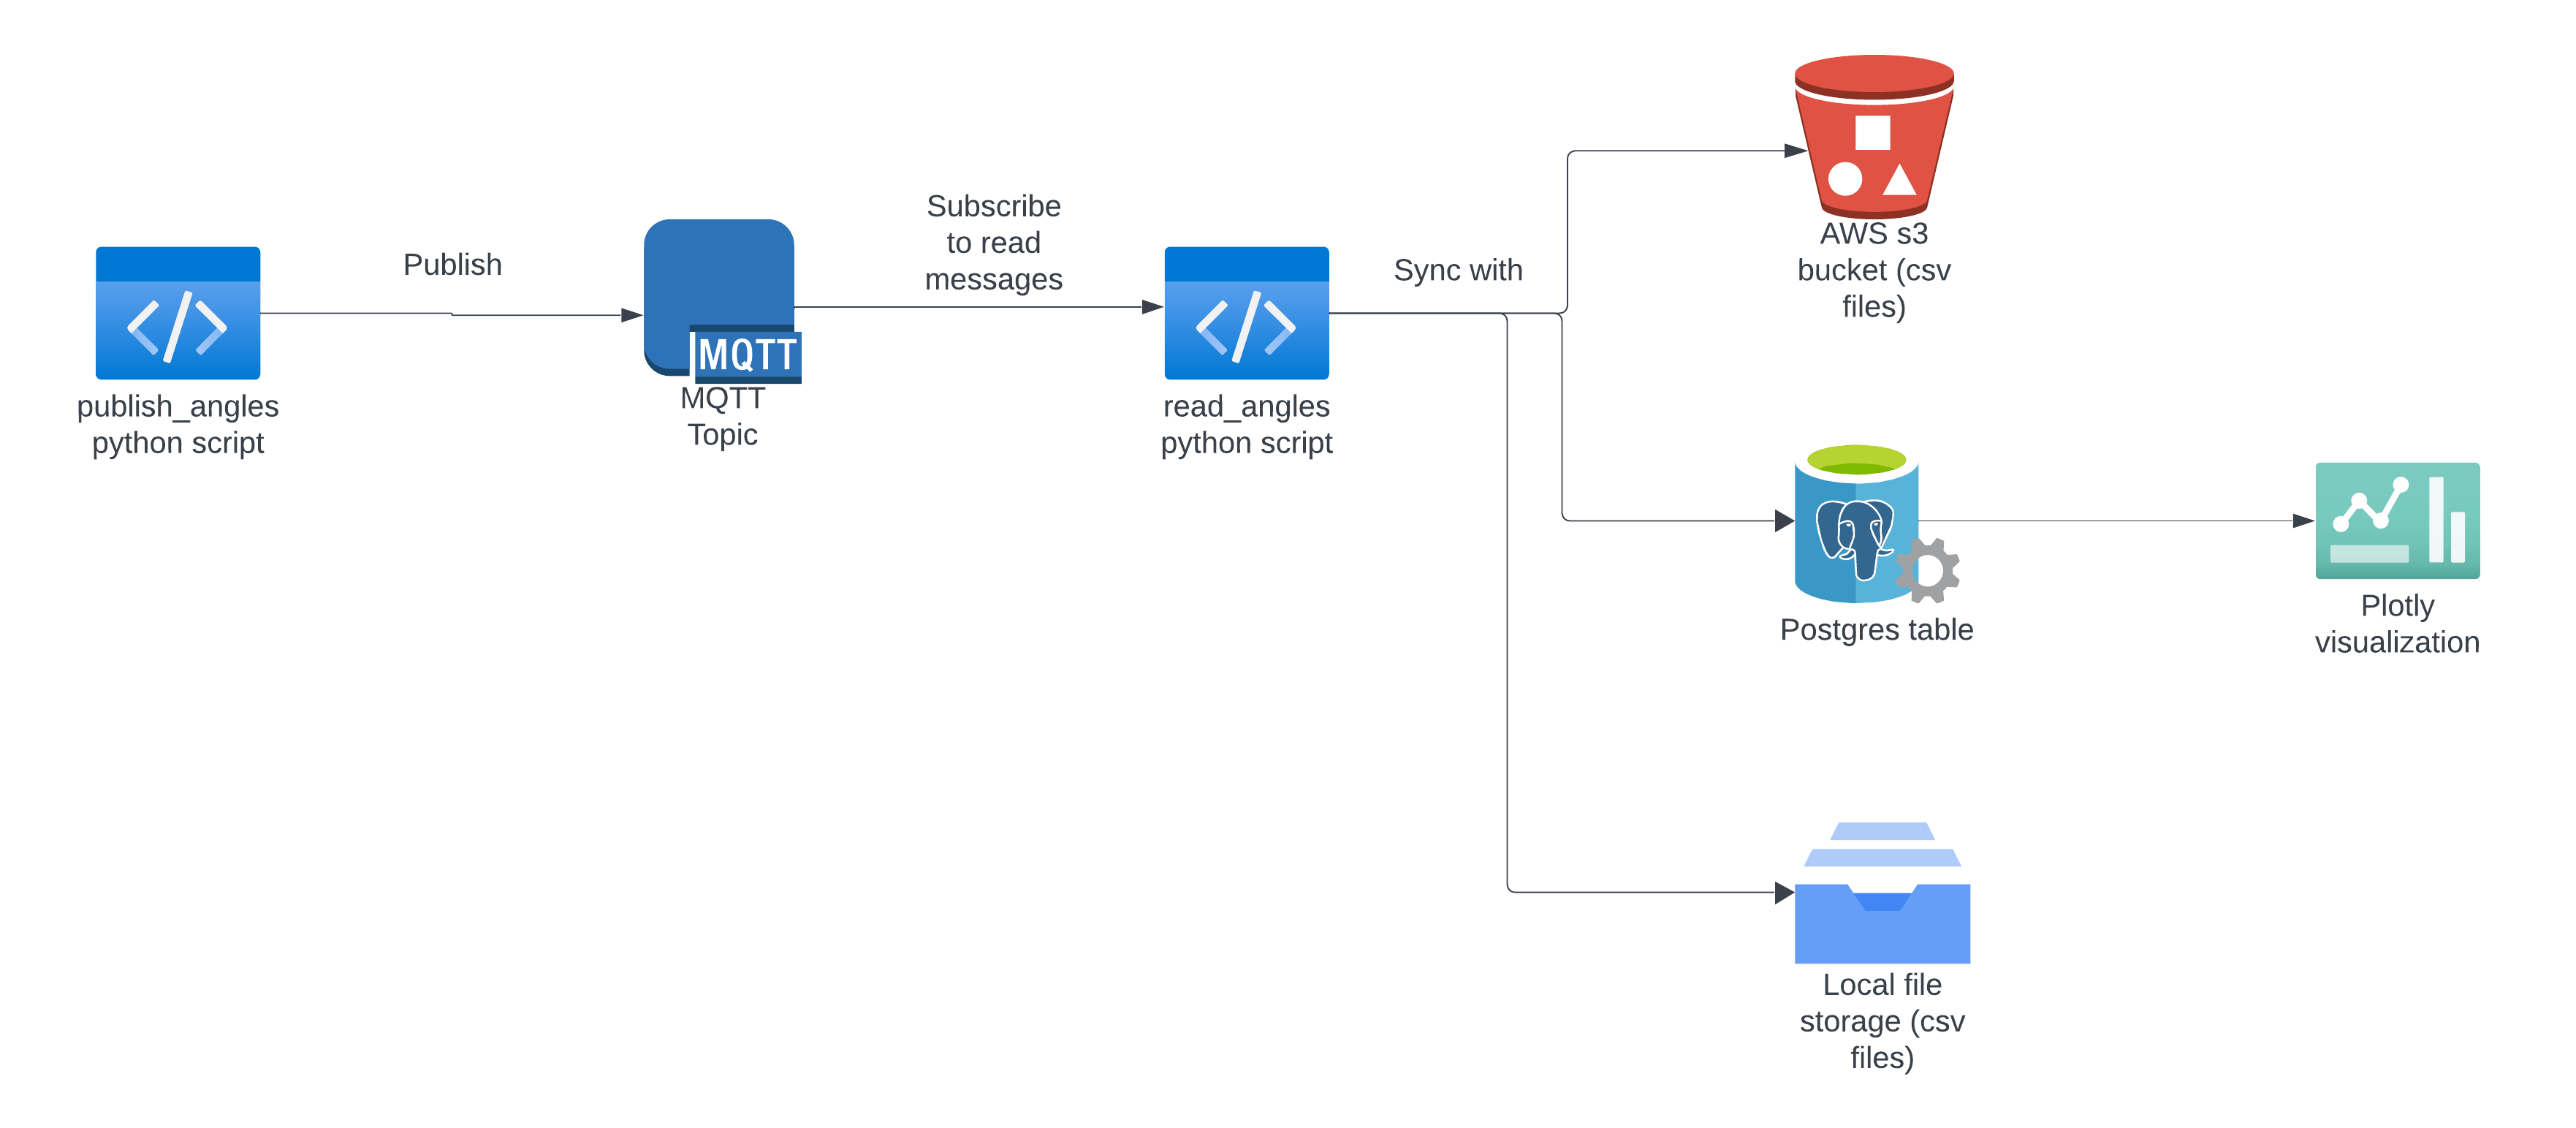 publish_angles
python script
Publish
MQTT
MQTT
Topic
Subscribe
to read
messages
read_angles
python script
Sync with
AWS s3
bucket (csv
files)
Postgres table
Plotly
visualization
Local file
storage (csv
files)